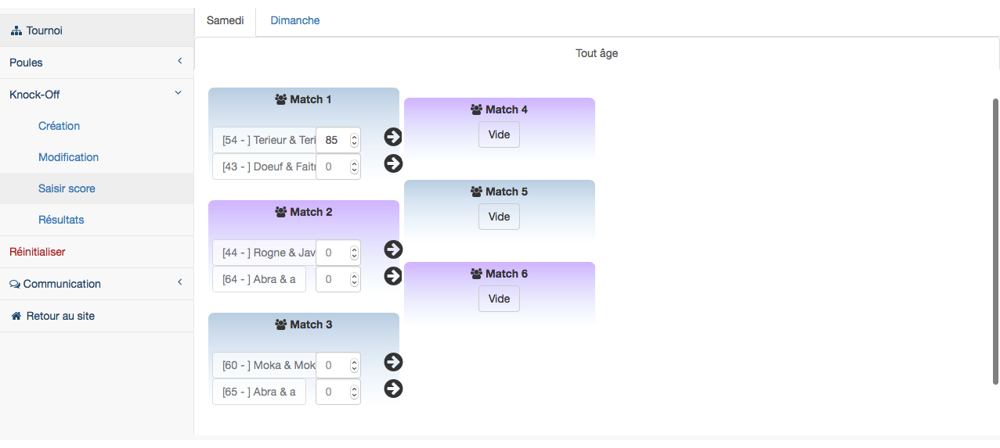 Tournoi
Poules
Knock-Off
Création
Modification
Saisir score
Résultats
Réinitialiser
Communication
Retour au site
Samedi Dimanche
Tout âge
Match 1
[54 - ] Terieur & Teri 85
[43 - ] Doeuf & Fait 0
Match 2
[44 - ] Rogne & Jav 0
[64 - ] Abra & a 0
Match 3
[60 - ] Moka & Mok 0
[65 - ] Abra & a 0
Match 4
Vide
Match 5
Vide
Match 6
Vide